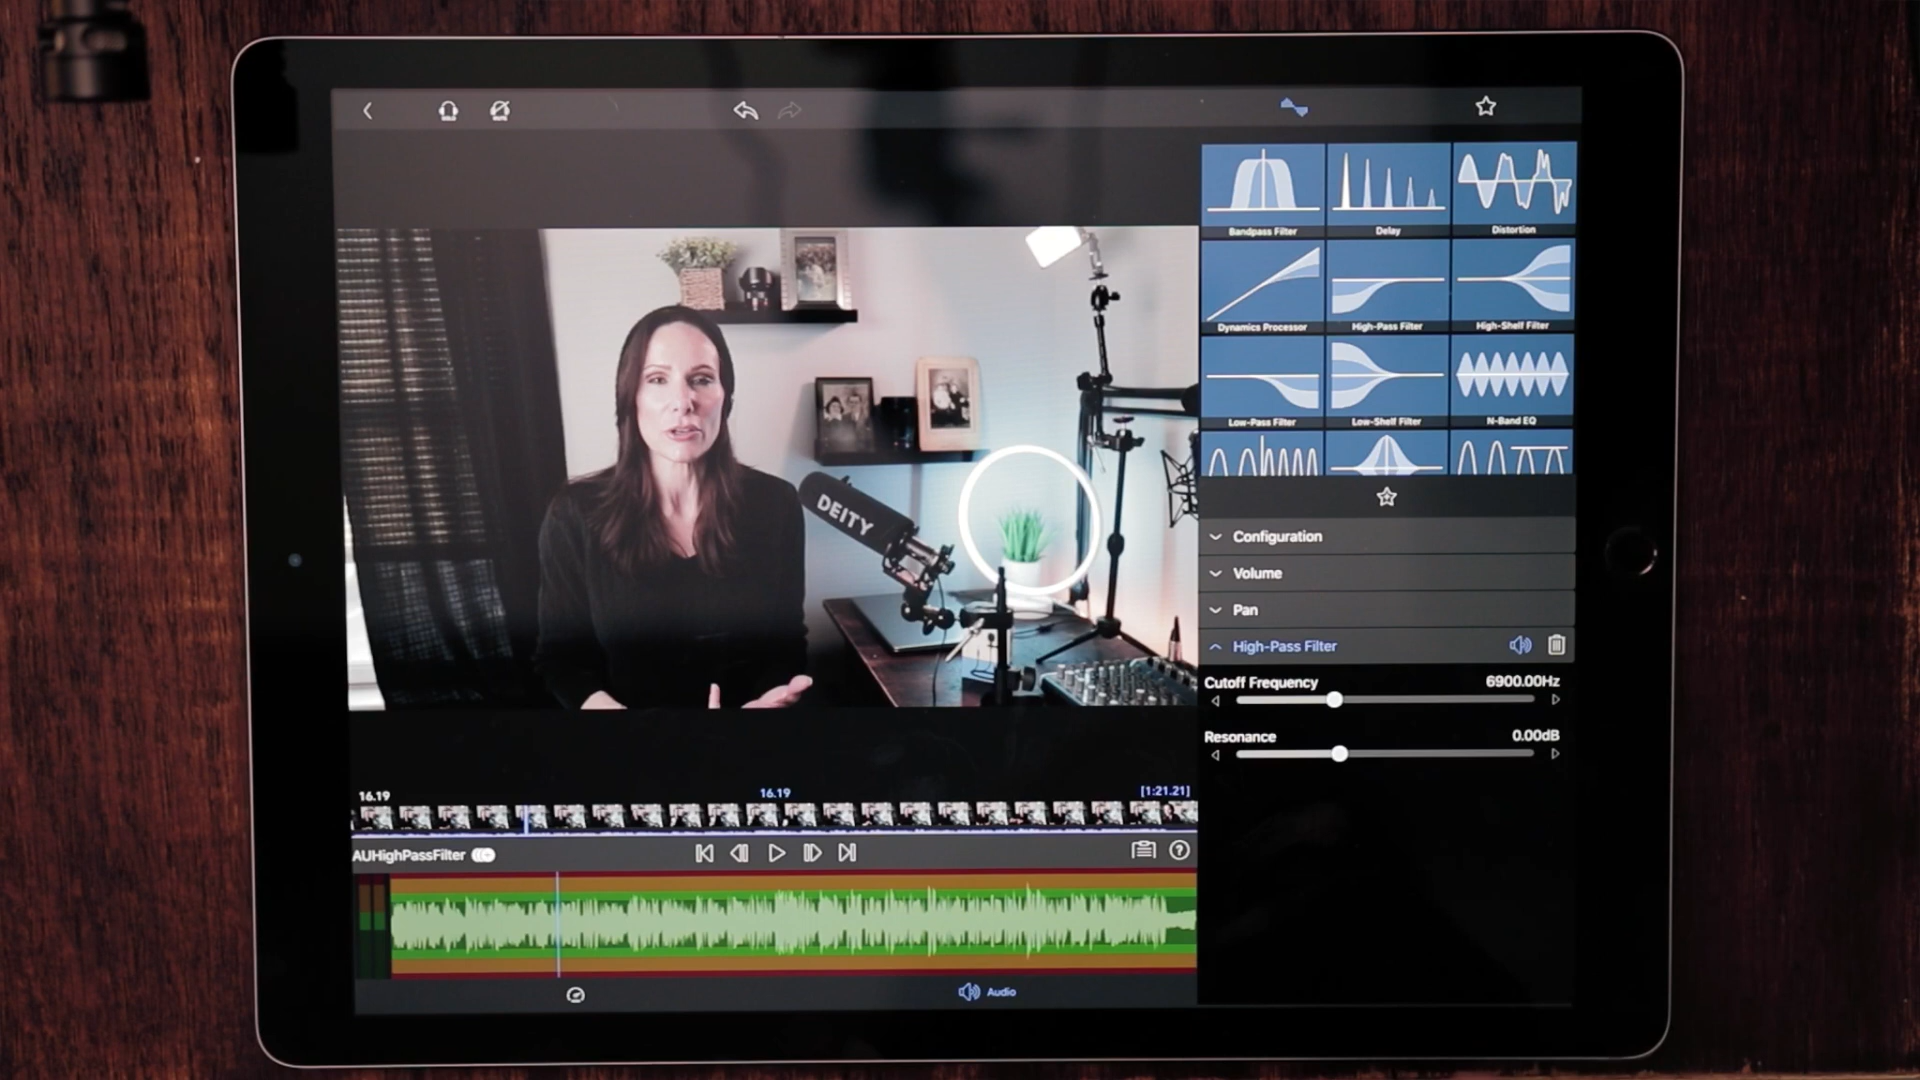 Bandpass Filter
Delay
Distortion
Dynamics Processor
High-Pass Filter
High-Shelf Filter
Low-Pass Filter
Low-Shelf Filter
N-Band EQ
DEITY
Configuration
Volume
Pan
High-Pass Filter
Cutoff Frequency 6900.00Hz
Resonance 0.00dB
16.19 16.19 [1:21.21]
AUHighPassFilter
Audio